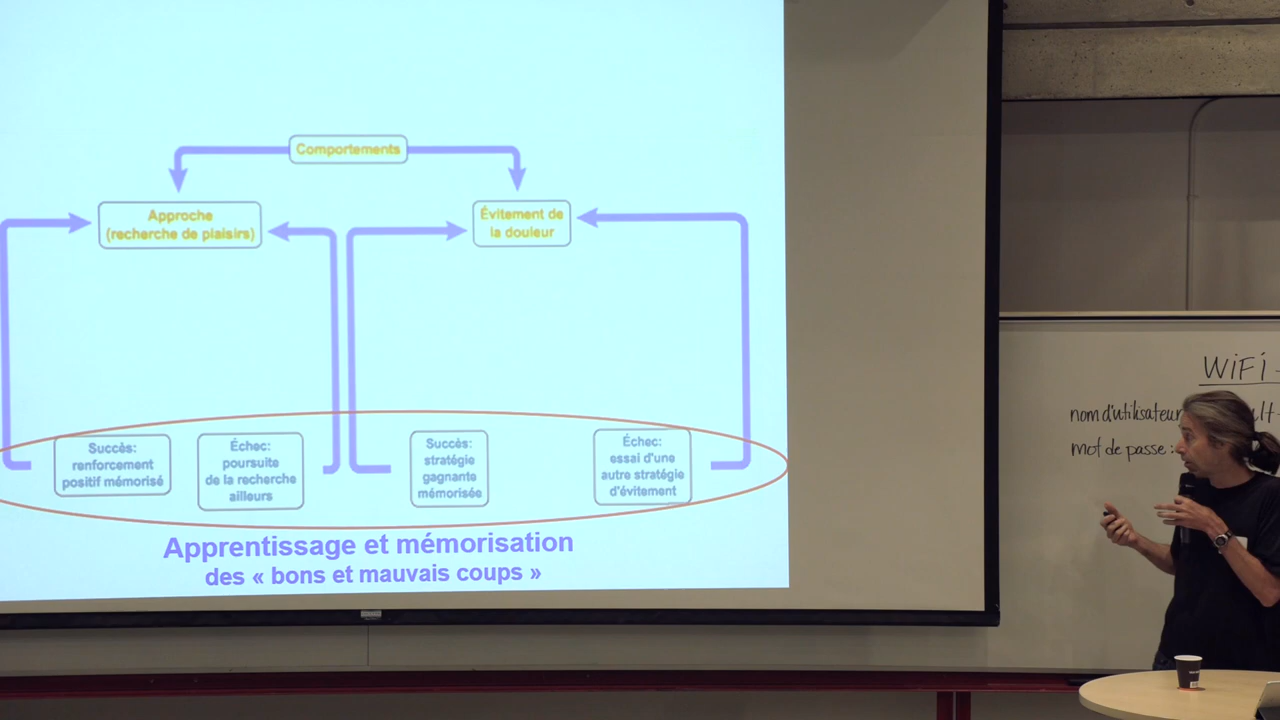 Comportements
Approche
(recherche de plaisirs)
Évitement de
la douleur
Succès:
renforcement
positif mémorisé
Échec:
poursuite
de la recherche
ailleurs
Succès:
stratégie
gagnante
mémorisée
Échec:
essai d'une
autre stratégie
d'évitement
Apprentissage et mémorisation
des « bons et mauvais coups »
WiFi -
nom d'utilisateur
mot de passe :